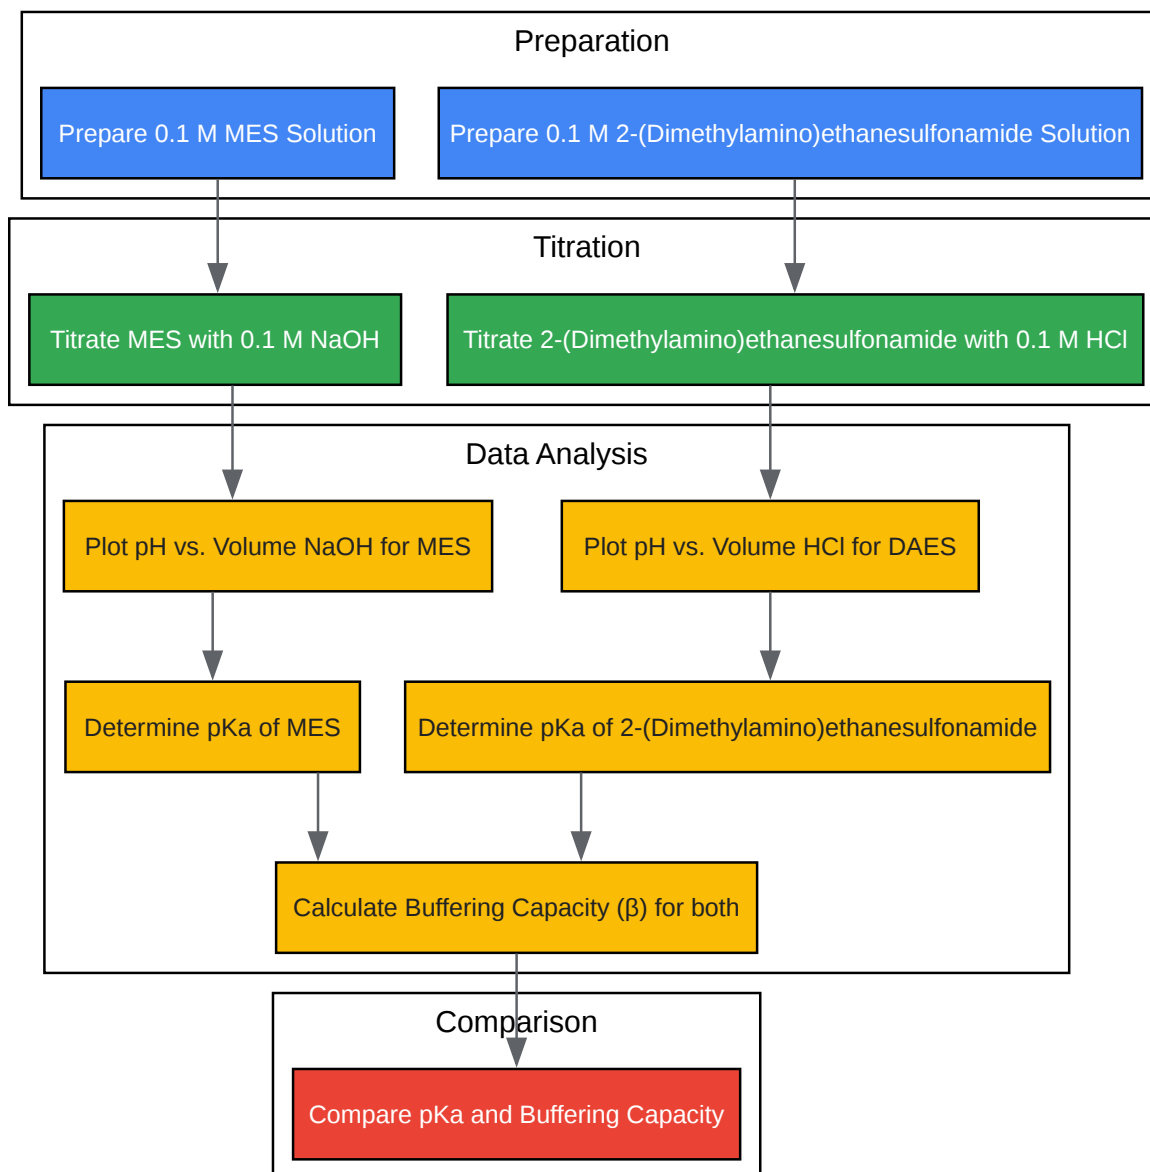 Preparation
Prepare 0.1 M MES Solution
Prepare 0.1 M 2-(Dimethylamino)ethanesulfonamide Solution
Titration
Titrate MES with 0.1 M NaOH
Titrate 2-(Dimethylamino)ethanesulfonamide with 0.1 M HCl
Data Analysis
Plot pH vs. Volume NaOH for MES
Plot pH vs. Volume HCl for DAES
Determine pKa of MES
Determine pKa of 2-(Dimethylamino)ethanesulfonamide
Calculate Buffering Capacity (β) for both
Comparison
Compare pKa and Buffering Capacity